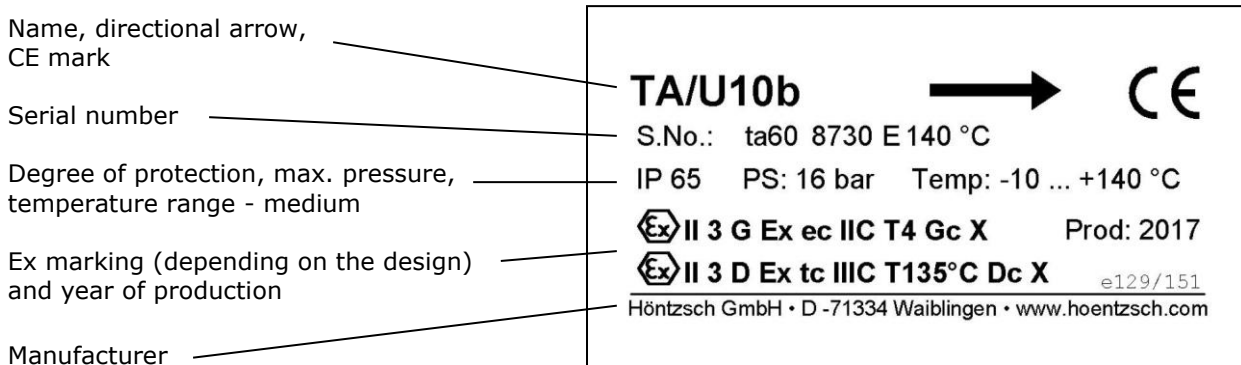 Name, directional arrow,
CE mark
Serial number
Degree of protection, max. pressure,
temperature range - medium
Ex marking (depending on the design)
and year of production
Manufacturer
TA/U10b CE
S.No.: ta60 8730 E 140 °C
IP 65 PS: 16 bar Temp: -10 ... +140 °C
Ex II 3 G Ex ec IIC T4 Gc X Prod: 2017
Ex II 3 D Ex tc IIIC T135°C Dc X e129/151
Höntzsch GmbH • D -71334 Waiblingen • www.hoentzsch.com